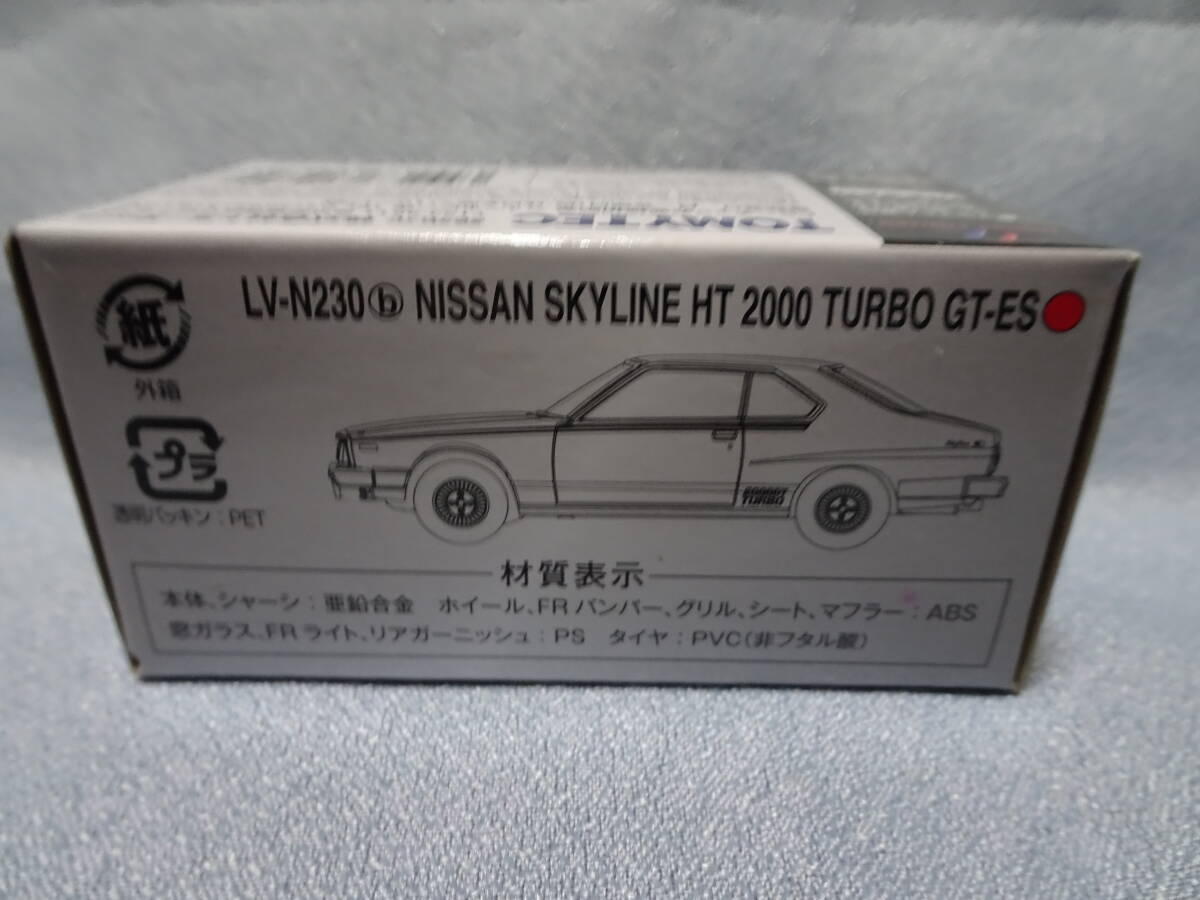 TOMYTEC
LV-N230ⓑ NISSAN SKYLINE HT 2000 TURBO GT-ES
紙
外箱
プラ
透明パッキン:PET
2000GT
TURBO
材質表示
本体、シャーシ:亜鉛合金 ホイール、FRバンパー、グリル、シート、マフラー:ABS
窓ガラス、FRライト、リアガーニッシュ:PS タイヤ:PVC(非フタル酸)